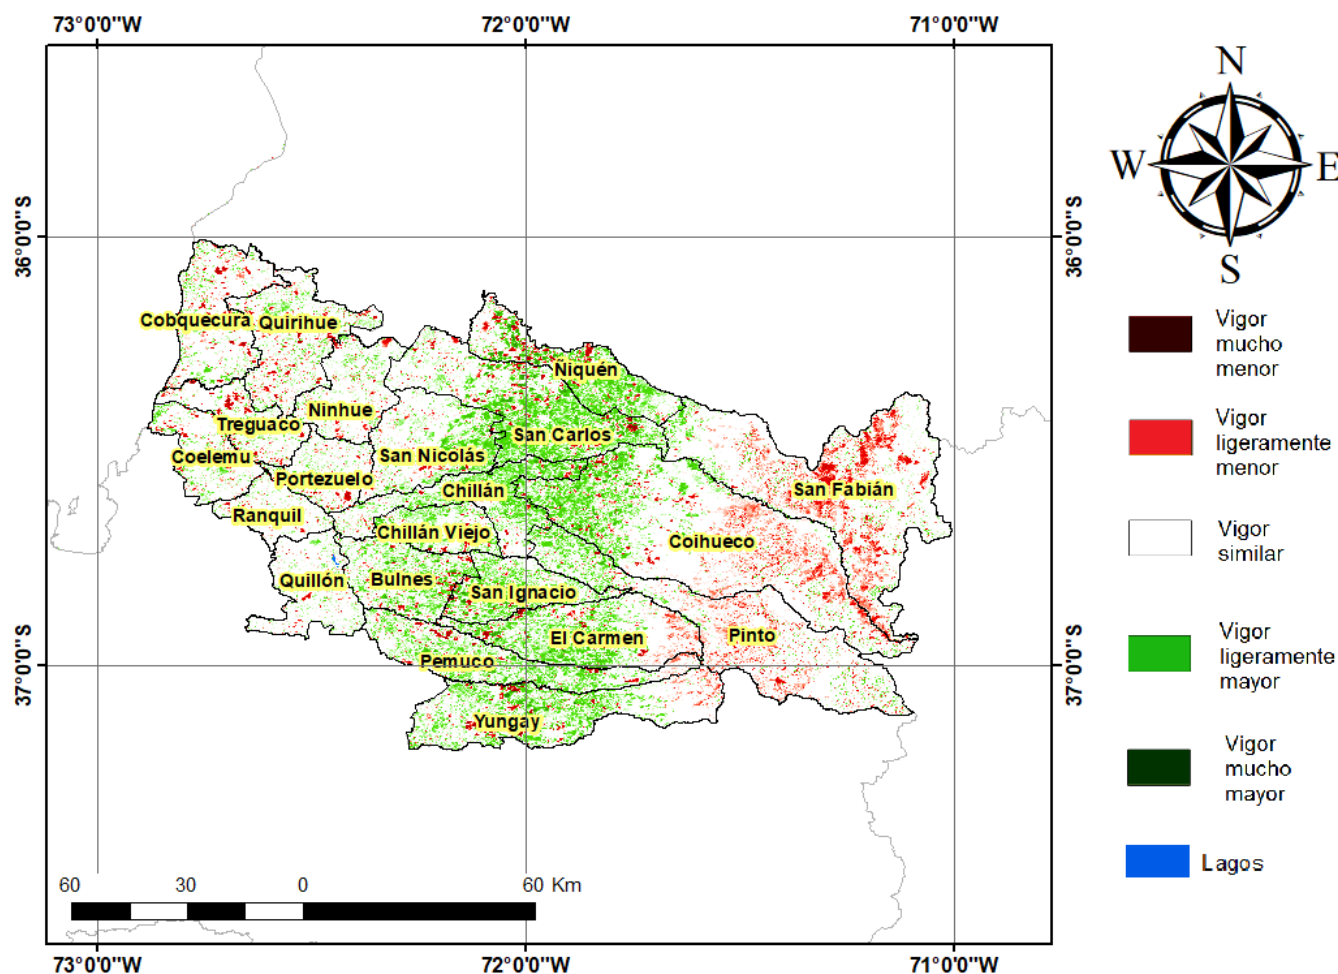 73°0'0"W
72°0'0"W
71°0'0"W
36°0'0"S
36°0'0"S
37°0'0"S
37°0'0"S
N
W
E
S
Cobquecura
Quirihue
Ñiquén
Ninhue
Treguaco
San Carlos
Coelemu
San Nicolás
Portezuelo
Chillán
San Fabián
Ranquil
Chillán Viejo
Coihueco
Quillón
Bulnes
San Ignacio
El Carmen
Pinto
Pemuco
Yungay
Vigor
mucho
menor
Vigor
ligeramente
menor
Vigor
similar
Vigor
ligeramente
mayor
Vigor
mucho
mayor
Lagos
60 30 0 60 Km
73°0'0"W
72°0'0"W
71°0'0"W